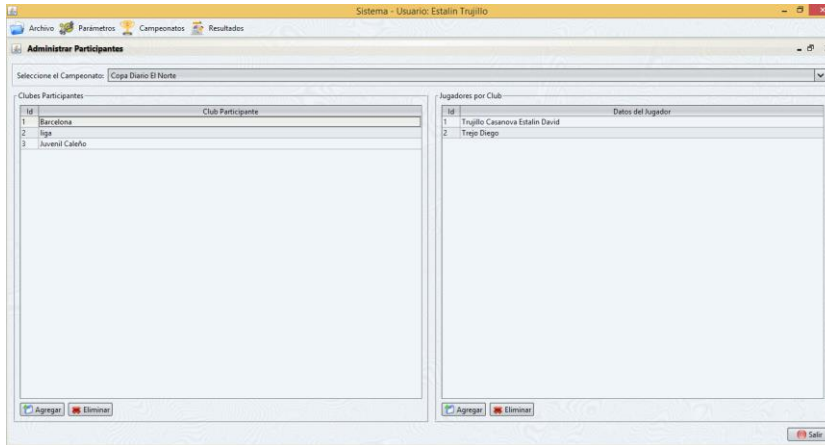 Sistema - Usuario: Estalin Trujillo
Archivo Parámetros Campeonatos Resultados
Administrar Participantes
Seleccione el Campeonato: Copa Diario El Norte
Clubes Participantes
Id Club Participante
1 Barcelona
2 liga
3 Juvenil Caleño
Agregar Eliminar
Jugadores por Club
Id Datos del Jugador
1 Trujillo Casanova Estalin David
2 Trejo Diego
Agregar Eliminar
Salir